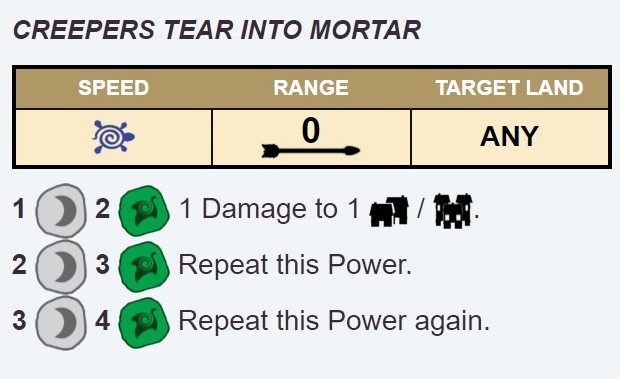 CREEPERS TEAR INTO MORTAR
SPEED RANGE TARGET LAND
0 ANY
1 2 1 Damage to 1 / .
2 3 Repeat this Power.
3 4 Repeat this Power again.